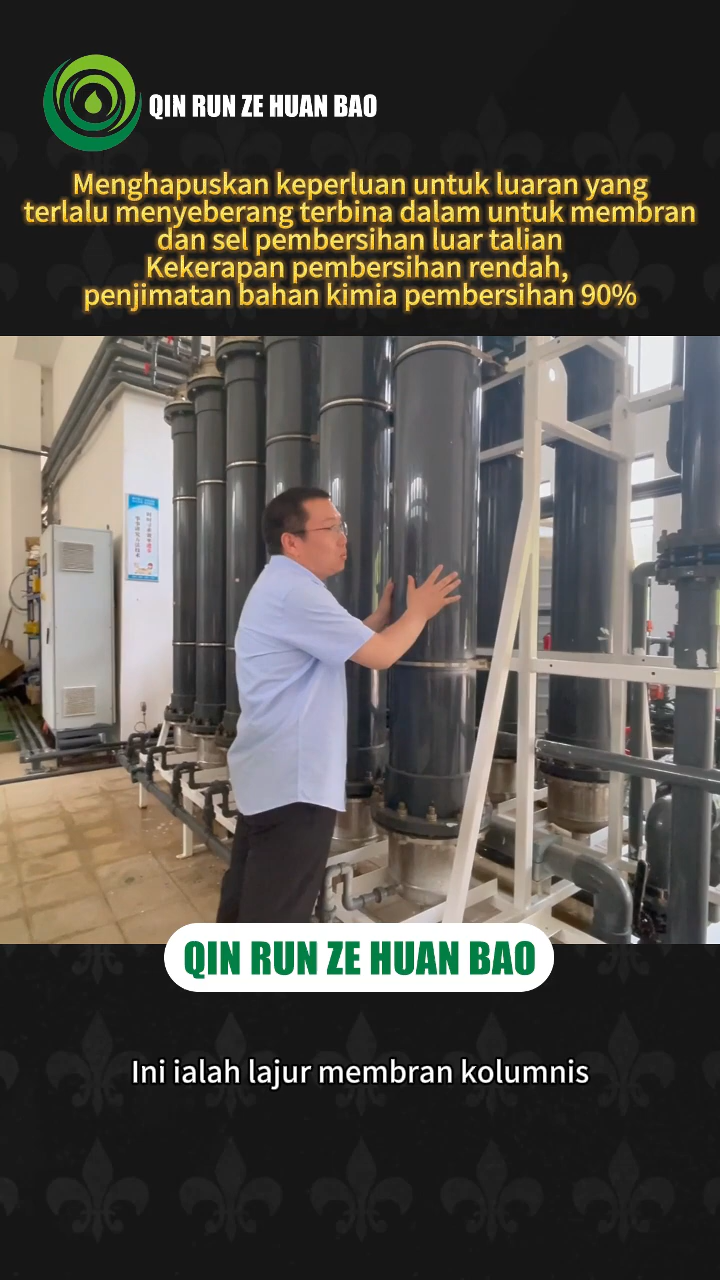 QIN RUN ZE HUAN BAO
Menghapuskan keperluan untuk luaran yang
terlalu menyeberang terbina dalam untuk membran
dan sel pembersihan luar talian
Kekerapan pembersihan rendah,
penjimatan bahan kimia pembersihan 90%
QIN RUN ZE HUAN BAO
Ini ialah lajur membran kolumnis